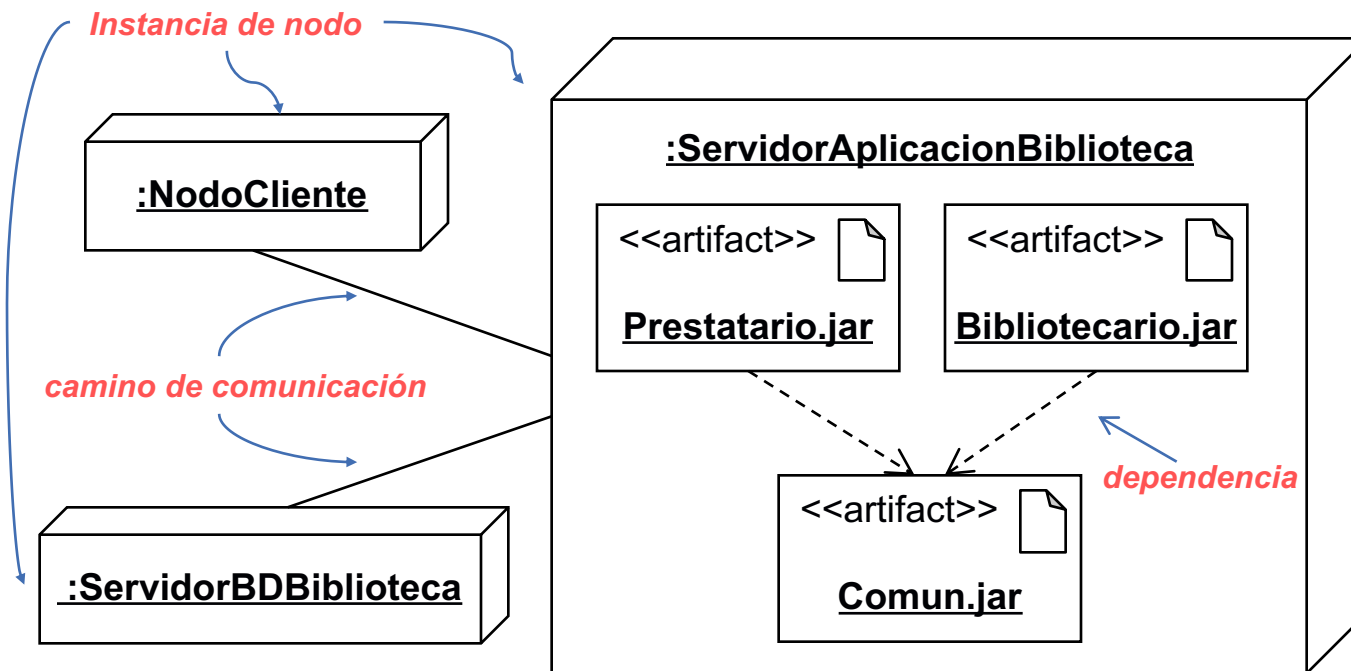 Instancia de nodo
:NodoCliente
:ServidorAplicacionBiblioteca
<<artifact>>
Prestatario.jar
<<artifact>>
Bibliotecario.jar
camino de comunicación
dependencia
<<artifact>>
Comun.jar
:ServidorBDBiblioteca